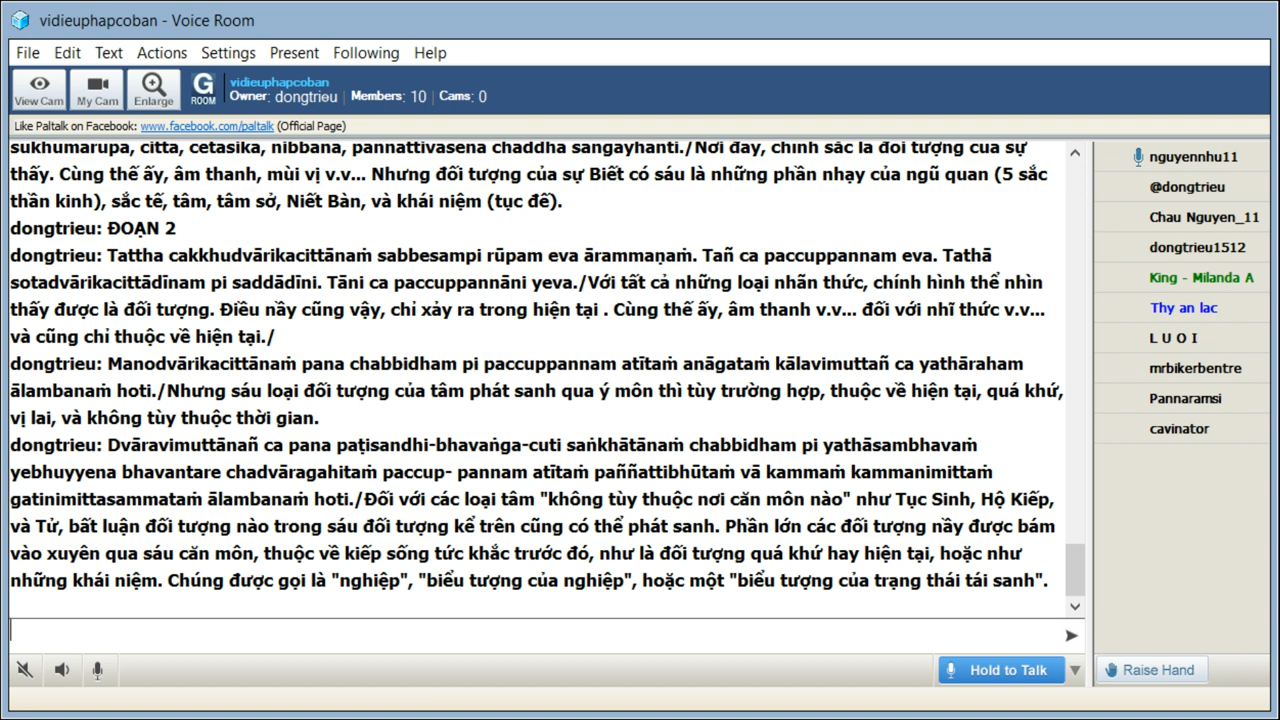 vidieuphapcoban - Voice Room
File Edit Text Actions Settings Present Following Help
View Cam
My Cam
Enlarge
G
ROOM
vidieuphapcoban
Owner: dongtrieu | Members: 10 | Cams: 0
Like Paltalk on Facebook: www.facebook.com/paltalk (Official Page)
sukhumarupa, citta, cetasika, nibbana, pannattivasena chaddha sangayhanti./Nơi đây, chính sắc là đối tượng của sự
thấy. Cùng thế ấy, âm thanh, mùi vị v.v... Nhưng đối tượng của sự Biết có sáu là những phần nhạy của ngũ quan (5 sắc
thần kinh), sắc tế, tâm, tâm sở, Niết Bàn, và khái niệm (tục đế).
dongtrieu: ĐOẠN 2
dongtrieu: Tattha cakkhudvārikacittānaṁ sabbesampi rūpam eva ārammaṇaṁ. Tañ ca paccuppannam eva. Tathā
sotadvārikacittādīnam pi saddādīni. Tāni ca paccuppannāni yeva./Với tất cả những loại nhãn thức, chính hình thể nhìn
thấy được là đối tượng. Điều nầy cũng vậy, chỉ xảy ra trong hiện tại . Cùng thế ấy, âm thanh v.v... đối với nhĩ thức v.v...
và cũng chỉ thuộc về hiện tại./
dongtrieu: Manodvārikacittānaṁ pana chabbidham pi paccuppannam atītaṁ anāgataṁ kālavimuttañ ca yathāraham
ālambanaṁ hoti./Nhưng sáu loại đối tượng của tâm phát sanh qua ý môn thì tùy trường hợp, thuộc về hiện tại, quá khứ,
vị lai, và không tùy thuộc thời gian.
dongtrieu: Dvāravimuttānañ ca pana paṭisandhi-bhavaṅga-cuti saṅkhātānaṁ chabbidham pi yathāsambhavaṁ
yebhuyyena bhavantare chadvāragahitaṁ paccup- pannam atītaṁ paññattibhūtaṁ vā kammaṁ kammanimittaṁ
gatinimittasammataṁ ālambanaṁ hoti./Đối với các loại tâm "không tùy thuộc nơi căn môn nào" như Tục Sinh, Hộ Kiếp,
và Tử, bất luận đối tượng nào trong sáu đối tượng kể trên cũng có thể phát sanh. Phần lớn các đối tượng nầy được bám
vào xuyên qua sáu căn môn, thuộc về kiếp sống tức khắc trước đó, như là đối tượng quá khứ hay hiện tại, hoặc như
những khái niệm. Chúng được gọi là "nghiệp", "biểu tượng của nghiệp", hoặc một "biểu tượng của trạng thái tái sanh".
nguyennhu11
@dongtrieu
Chau Nguyen_11
dongtrieu1512
King - Milanda A
Thy an lac
L U O I
mrbikerbentre
Pannaramsi
cavinator
Hold to Talk
Raise Hand